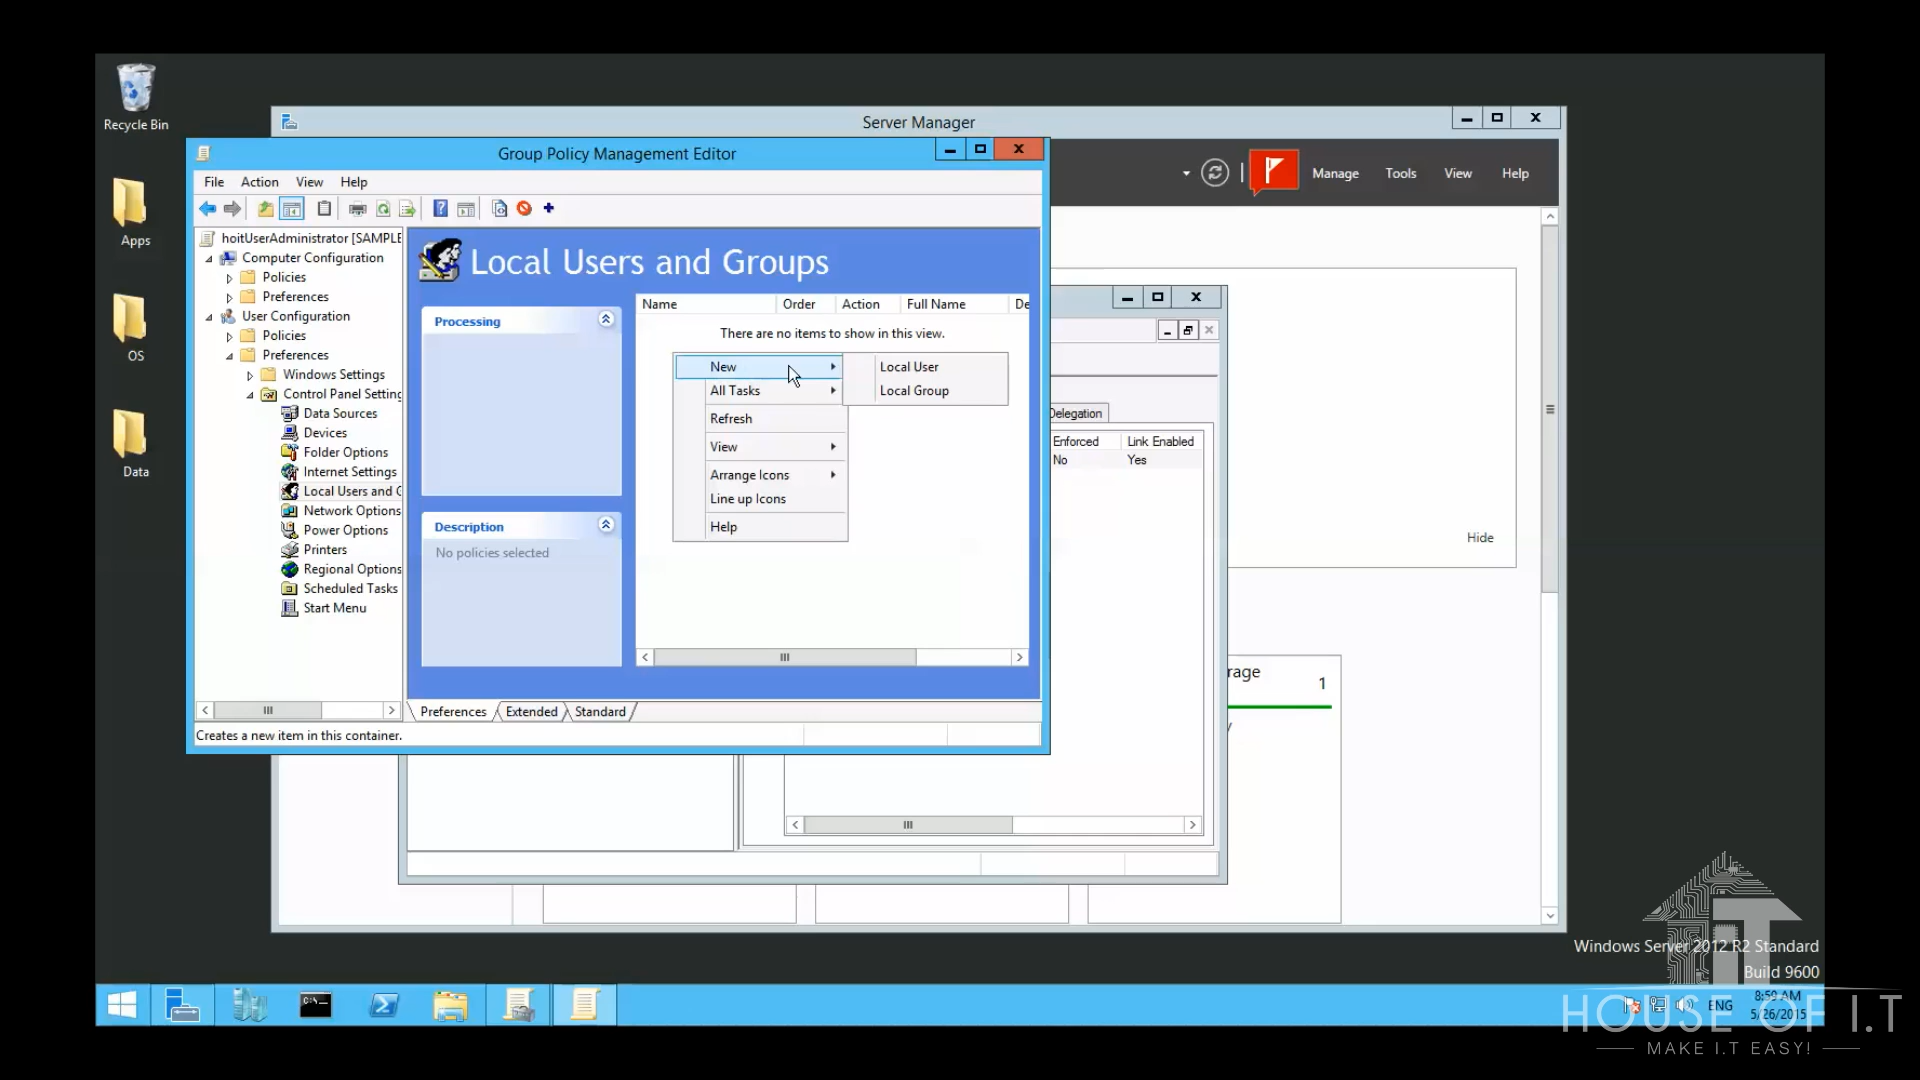 Recycle Bin
Apps
OS
Data
Server Manager
Manage
Tools
View
Help
Group Policy Management Editor
File
Action
View
Help
hoitUserAdministrator [SAMPLE
Computer Configuration
Policies
Preferences
User Configuration
Policies
Preferences
Windows Settings
Control Panel Setting
Data Sources
Devices
Folder Options
Internet Settings
Local Users and G
Network Options
Power Options
Printers
Regional Options
Scheduled Tasks
Start Menu
Local Users and Groups
Processing
Description
No policies selected
Name
Order
Action
Full Name
De
There are no items to show in this view.
New
All Tasks
Refresh
View
Arrange Icons
Line up Icons
Help
Local User
Local Group
Preferences
Extended
Standard
Creates a new item in this container.
Delegation
Enforced
Link Enabled
No
Yes
Hide
rage
1
Windows Server 2012 R2 Standard
Build 9600
ENG
8:59 AM
5/26/2015
iT
HOUSE OF I.T
MAKE I.T EASY!